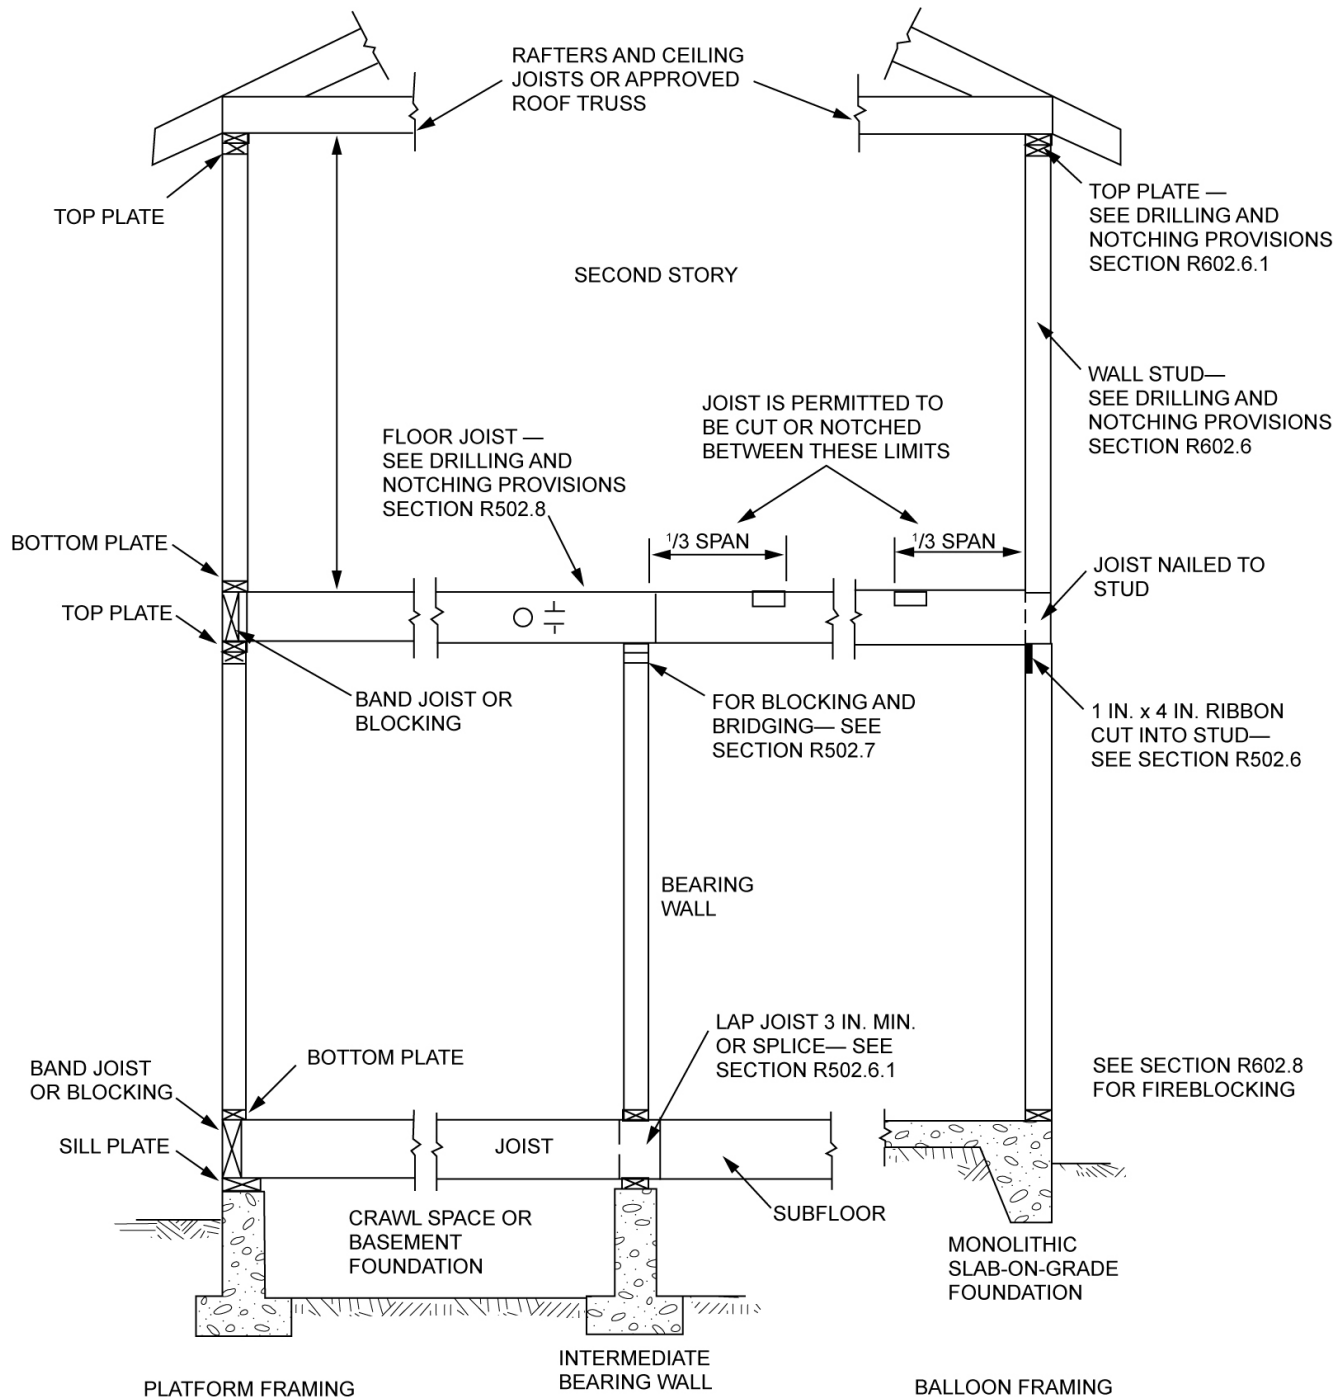 RAFTERS AND CEILING
JOISTS OR APPROVED
ROOF TRUSS
TOP PLATE
TOP PLATE —
SEE DRILLING AND
NOTCHING PROVISIONS
SECTION R602.6.1
SECOND STORY
WALL STUD—
SEE DRILLING AND
NOTCHING PROVISIONS
SECTION R602.6
JOIST IS PERMITTED TO
BE CUT OR NOTCHED
BETWEEN THESE LIMITS
FLOOR JOIST —
SEE DRILLING AND
NOTCHING PROVISIONS
SECTION R502.8
BOTTOM PLATE
1/3 SPAN
1/3 SPAN
JOIST NAILED TO
STUD
TOP PLATE
BAND JOIST OR
BLOCKING
FOR BLOCKING AND
BRIDGING— SEE
SECTION R502.7
1 IN. x 4 IN. RIBBON
CUT INTO STUD—
SEE SECTION R502.6
BEARING
WALL
LAP JOIST 3 IN. MIN.
OR SPLICE— SEE
SECTION R502.6.1
BOTTOM PLATE
BAND JOIST
OR BLOCKING
SEE SECTION R602.8
FOR FIREBLOCKING
SILL PLATE
JOIST
SUBFLOOR
CRAWL SPACE OR
BASEMENT
FOUNDATION
MONOLITHIC
SLAB-ON-GRADE
FOUNDATION
PLATFORM FRAMING
INTERMEDIATE
BEARING WALL
BALLOON FRAMING